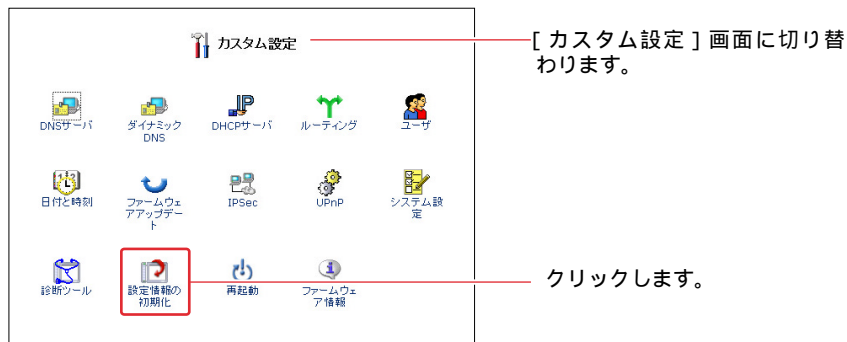 カスタム設定
[ カスタム設定 ] 画面に切り替
わります。
DNSサーバ
ダイナミック
DNS
DHCPサーバ
ルーティング
ユーザ
日付と時刻
ファームウェ
アアップデー
ト
IPSec
UPnP
システム設
定
診断ツール
設定情報の
初期化
再起動
ファームウェ
ア情報
クリックします。